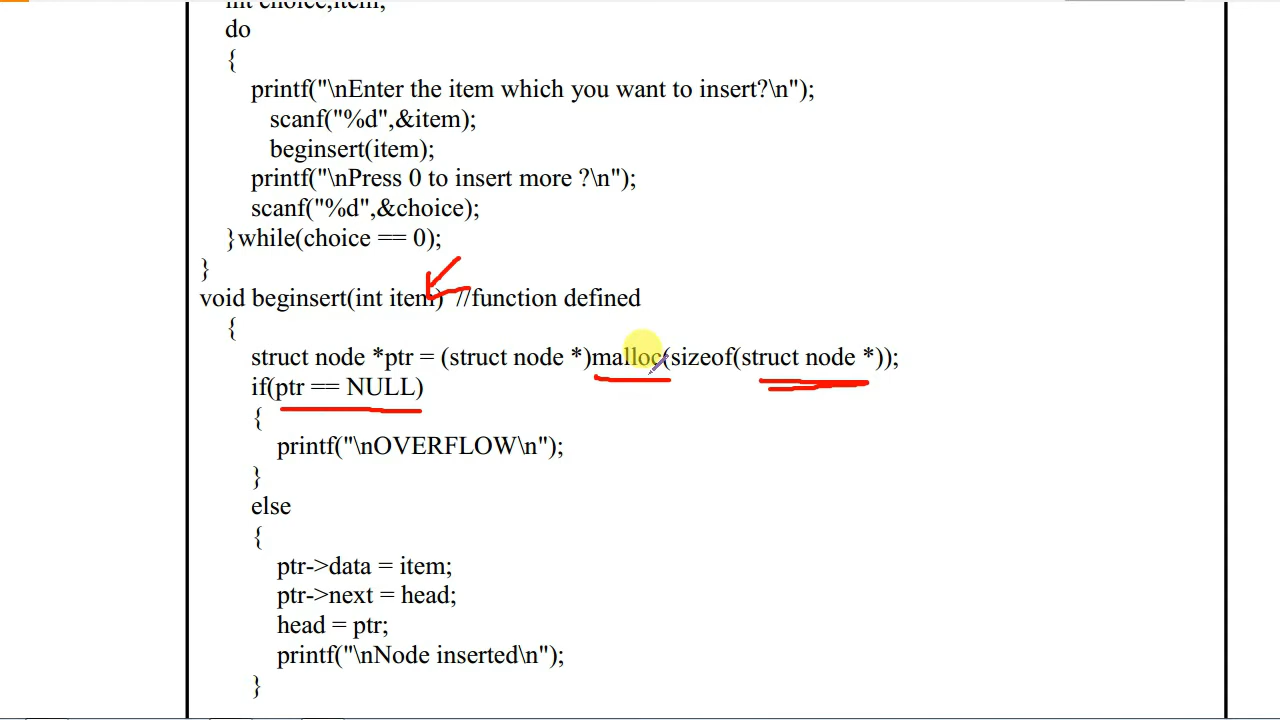 int choice,item;
do
{
printf("\nEnter the item which you want to insert?\n");
scanf("%d",&item);
beginsert(item);
printf("\nPress 0 to insert more ?\n");
scanf("%d",&choice);
}while(choice == 0);
}
void beginsert(int item) //function defined
{
struct node *ptr = (struct node *)malloc(sizeof(struct node *));
if(ptr == NULL)
{
printf("\nOVERFLOW\n");
}
else
{
ptr->data = item;
ptr->next = head;
head = ptr;
printf("\nNode inserted\n");
}